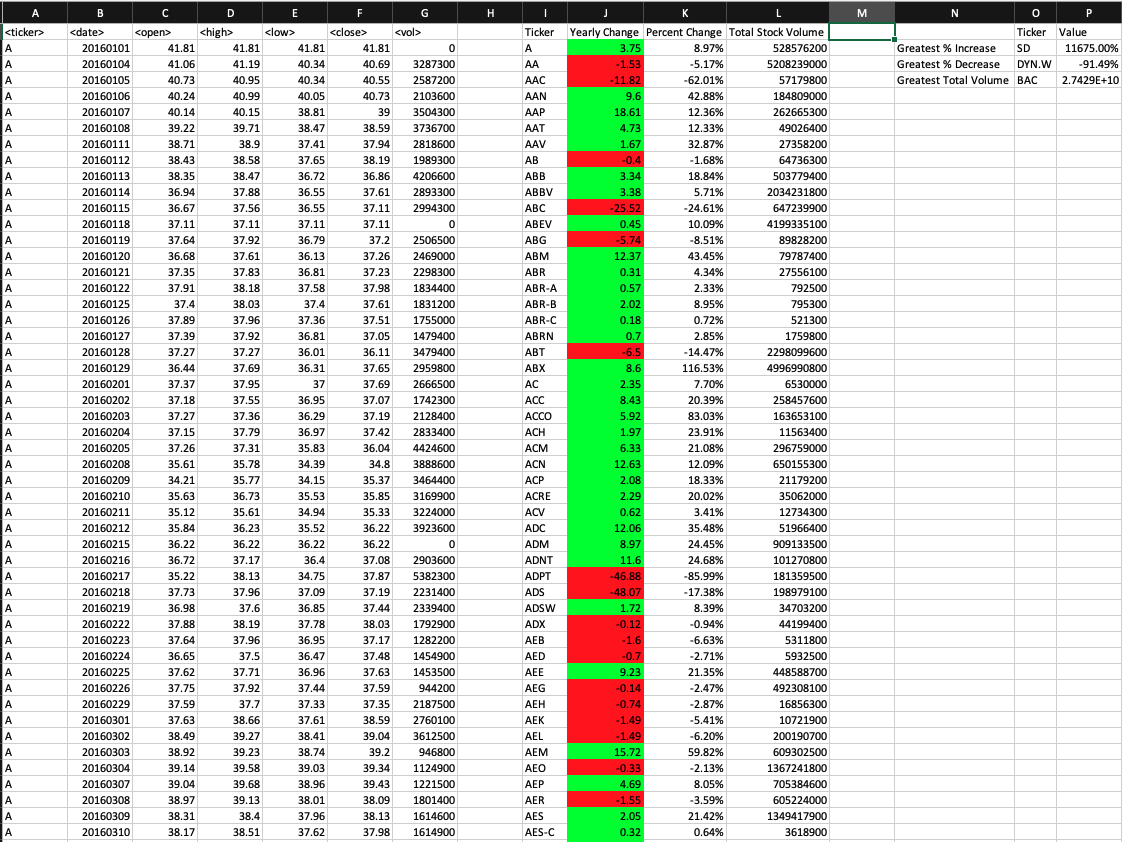 A B C D E F G H I J K L M N O P
<ticker> <date> <open> <high> <low> <close> <vol> Ticker Yearly Change Percent Change Total Stock Volume Ticker Value
A 20160101 41.81 41.81 41.81 41.81 0 A 3.75 8.97% 528576200 Greatest % Increase SD 11675.00%
A 20160104 41.06 41.19 40.34 40.69 3287300 AA -1.53 -5.17% 5208239000 Greatest % Decrease DYN.W -91.49%
A 20160105 40.73 40.95 40.34 40.55 2587200 AAC -11.82 -62.01% 57179800 Greatest Total Volume BAC 2.7429E+10
A 20160106 40.24 40.99 40.05 40.73 2103600 AAN 9.6 42.88% 184809000
A 20160107 40.14 40.15 38.81 39 3504300 AAP 18.61 12.36% 262665300
A 20160108 39.22 39.71 38.47 38.59 3736700 AAT 4.73 12.33% 49026400
A 20160111 38.71 38.9 37.41 37.94 2818600 AAV 1.67 32.87% 27358200
A 20160112 38.43 38.58 37.65 38.19 1989300 AB -0.4 -1.68% 64736300
A 20160113 38.35 38.47 36.72 36.86 4206600 ABB 3.34 18.84% 503779400
A 20160114 36.94 37.88 36.55 37.61 2893300 ABBV 3.38 5.71% 2034231800
A 20160115 36.67 37.56 36.55 37.11 2994300 ABC -25.52 -24.61% 647239900
A 20160118 37.11 37.11 37.11 37.11 0 ABEV 0.45 10.09% 4199335100
A 20160119 37.64 37.92 36.79 37.2 2506500 ABG -5.74 -8.51% 89828200
A 20160120 36.68 37.61 36.13 37.26 2469000 ABM 12.37 43.45% 79787400
A 20160121 37.35 37.83 36.81 37.23 2298300 ABR 0.31 4.34% 27556100
A 20160122 37.91 38.18 37.58 37.98 1834400 ABR-A 0.57 2.33% 792500
A 20160125 37.4 38.03 37.4 37.61 1831200 ABR-B 2.02 8.95% 795300
A 20160126 37.89 37.96 37.36 37.51 1755000 ABR-C 0.18 0.72% 521300
A 20160127 37.39 37.92 36.81 37.05 1479400 ABRN 0.7 2.85% 1759800
A 20160128 37.27 37.27 36.01 36.11 3479400 ABT -6.5 -14.47% 2298099600
A 20160129 36.44 37.69 36.31 37.65 2959800 ABX 8.6 116.53% 4996990800
A 20160201 37.37 37.95 37 37.69 2666500 AC 2.35 7.70% 6530000
A 20160202 37.18 37.55 36.95 37.07 1742300 ACC 8.43 20.39% 258457600
A 20160203 37.27 37.36 36.29 37.19 2128400 ACCO 5.92 83.03% 163653100
A 20160204 37.15 37.79 36.97 37.42 2833400 ACH 1.97 23.91% 11563400
A 20160205 37.26 37.31 35.83 36.04 4424600 ACM 6.33 21.08% 296759000
A 20160208 35.61 35.78 34.39 34.8 3888600 ACN 12.63 12.09% 650155300
A 20160209 34.21 35.77 34.15 35.37 3464400 ACP 2.08 18.33% 21179200
A 20160210 35.63 36.73 35.53 35.85 3169900 ACRE 2.29 20.02% 35062000
A 20160211 35.12 35.61 34.94 35.33 3224000 ACV 0.62 3.41% 12734300
A 20160212 35.84 36.23 35.52 36.22 3923600 ADC 12.06 35.48% 51966400
A 20160215 36.22 36.22 36.22 36.22 0 ADM 8.97 24.45% 909133500
A 20160216 36.72 37.17 36.4 37.08 2903600 ADNT 11.6 24.68% 101270800
A 20160217 35.22 38.13 34.75 37.87 5382300 ADPT -46.88 -85.99% 181359500
A 20160218 37.73 37.96 37.09 37.19 2231400 ADS -48.07 -17.38% 198979100
A 20160219 36.98 37.6 36.85 37.44 2339400 ADSW 1.72 8.39% 34703200
A 20160222 37.88 38.19 37.78 38.03 1792900 ADX -0.12 -0.94% 44199400
A 20160223 37.64 37.96 36.95 37.17 1282200 AEB -1.6 -6.63% 5311800
A 20160224 36.65 37.5 36.47 37.48 1454900 AED -0.7 -2.71% 5932500
A 20160225 37.62 37.71 36.96 37.63 1453500 AEE 9.23 21.35% 448588700
A 20160226 37.75 37.92 37.44 37.59 944200 AEG -0.14 -2.47% 492308100
A 20160229 37.59 37.7 37.33 37.35 2187500 AEH -0.74 -2.87% 16856300
A 20160301 37.63 38.66 37.61 38.59 2760100 AEK -1.49 -5.41% 10721900
A 20160302 38.49 39.27 38.41 39.04 3612500 AEL -1.49 -6.20% 200190700
A 20160303 38.92 39.23 38.74 39.2 946800 AEM 15.72 59.82% 609302500
A 20160304 39.14 39.58 39.03 39.34 1124900 AEO -0.33 -2.13% 1367241800
A 20160307 39.04 39.68 38.96 39.43 1221500 AEP 4.69 8.05% 705384600
A 20160308 38.97 39.13 38.01 38.09 1801400 AER -1.55 -3.59% 605224000
A 20160309 38.31 38.4 37.96 38.13 1614600 AES 2.05 21.42% 1349417900
A 20160310 38.17 38.51 37.62 37.98 1614900 AES-C 0.32 0.64% 3618900